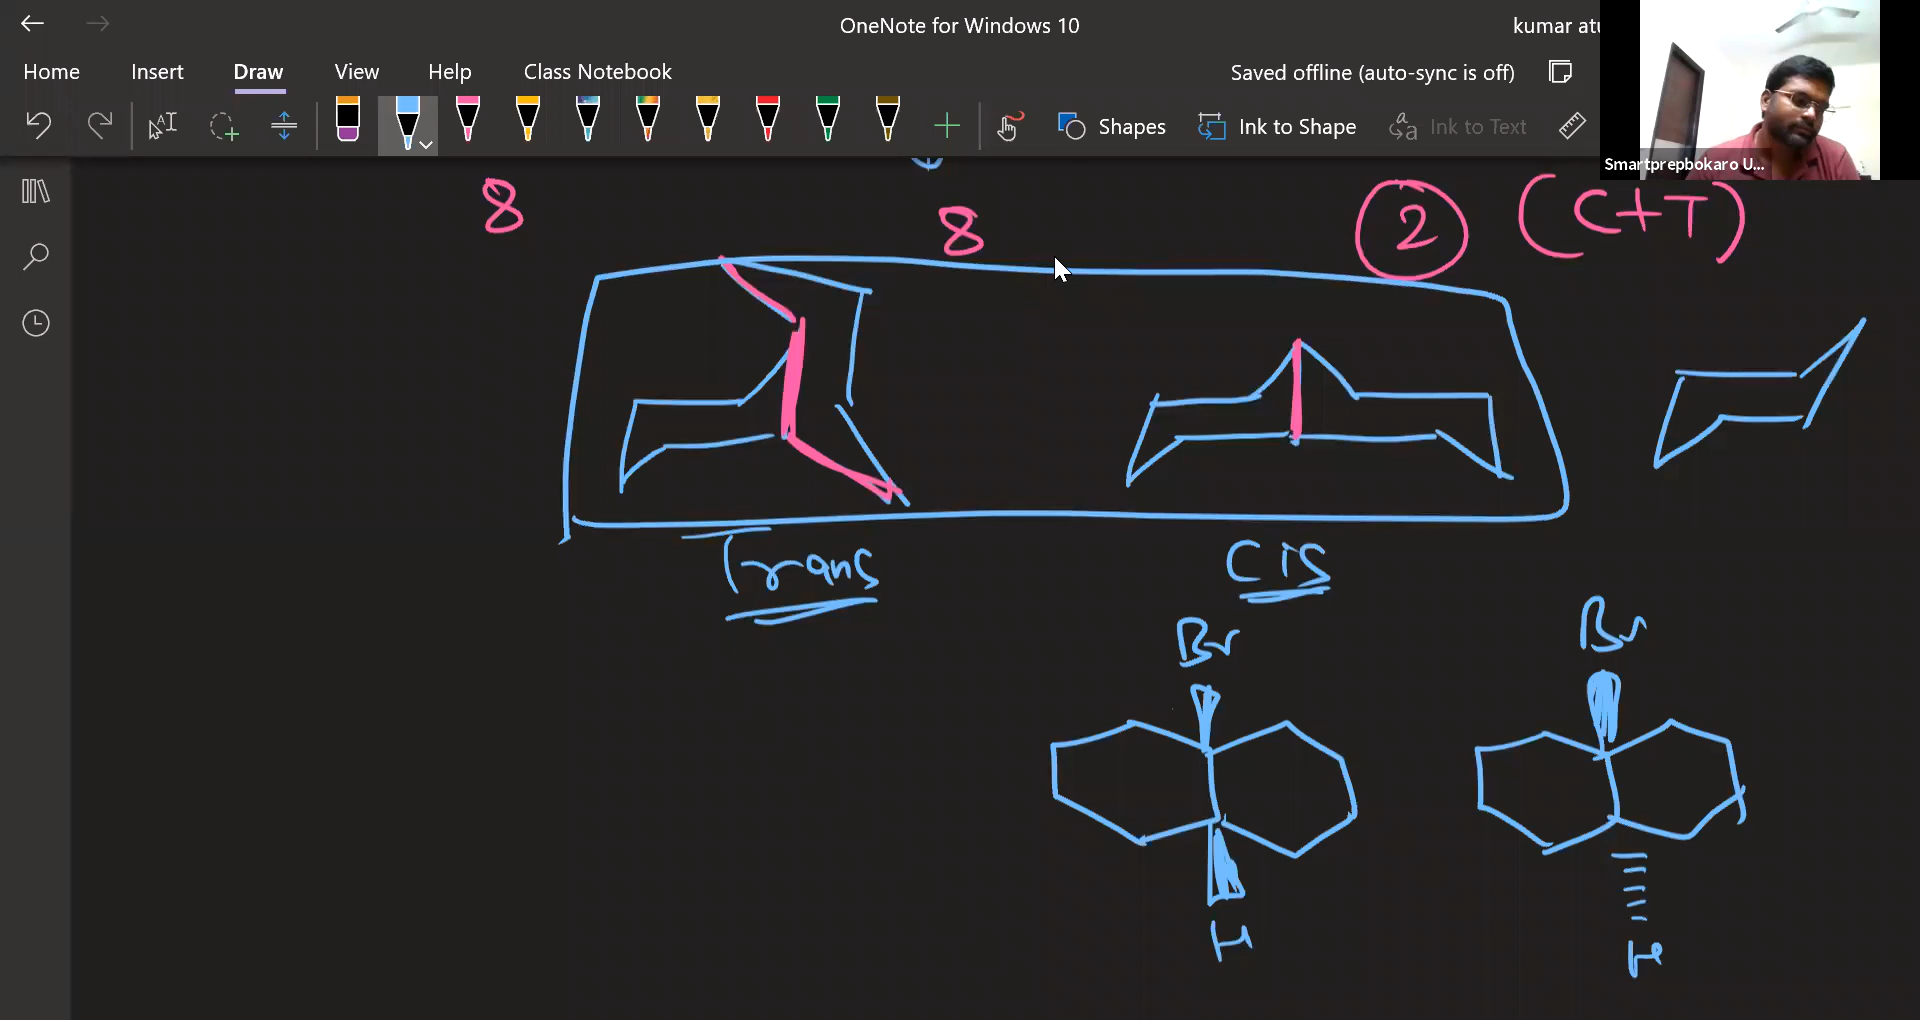 OneNote for Windows 10
kumar atu
Home Insert Draw View Help Class Notebook
Saved offline (auto-sync is off)
Shapes Ink to Shape Ink to Text
Smartprepbokaro U...
8 8 2 (C+T)
Trans Cis
Br Br
H H